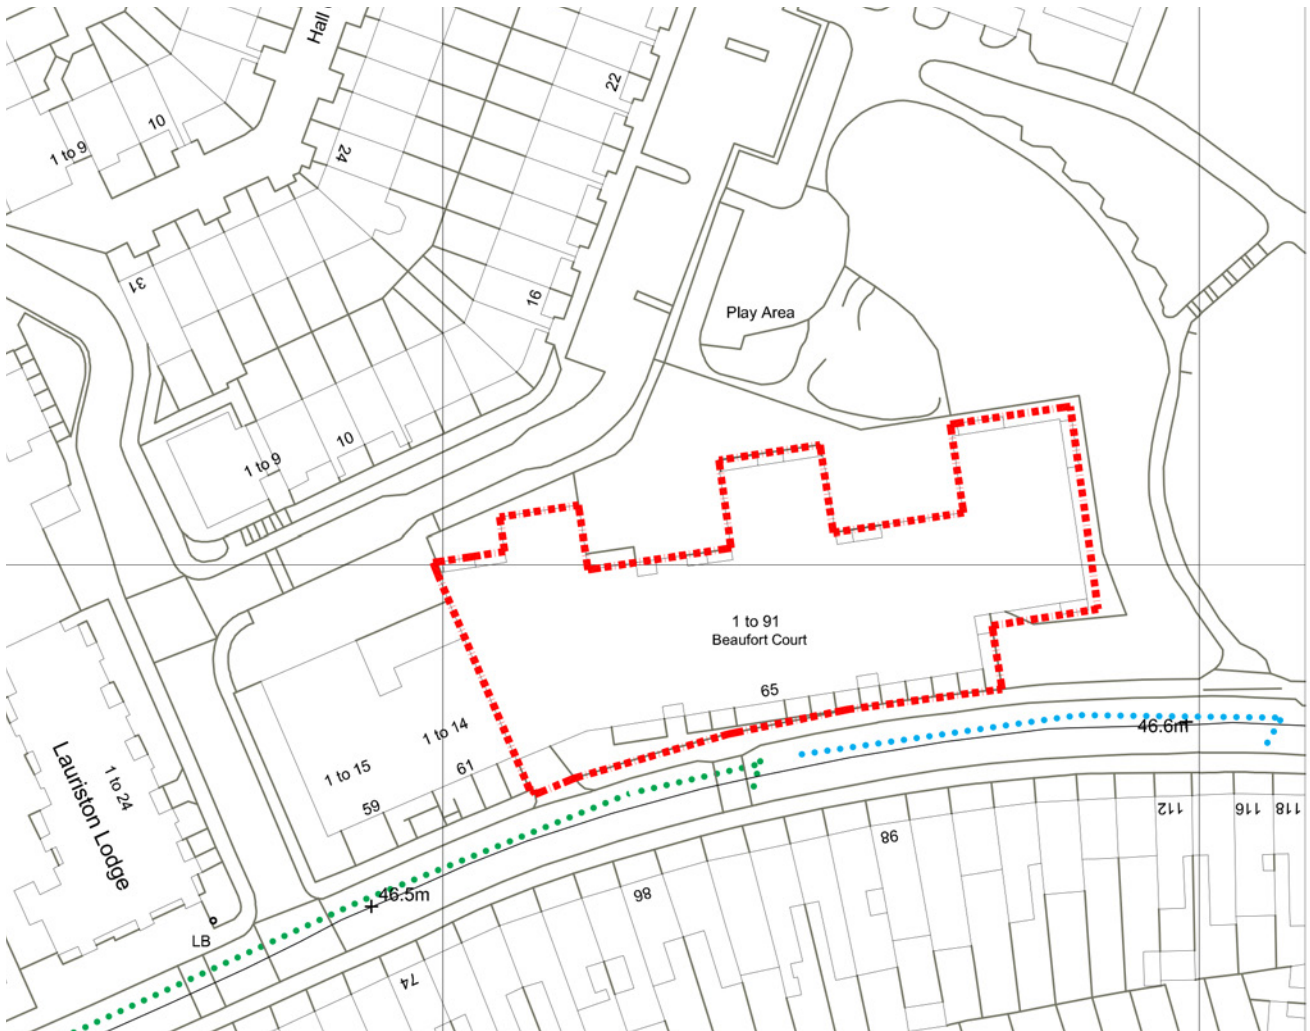 Hall
22
10
1 to 9
24
31
16
Play Area
10
1 to 9
1 to 91
Beaufort Court
65
46.6m
1 to 14
1 to 15
61
59
1 to 24
Lauriston Lodge
112
116
118
98
86
46.5m
LB
74